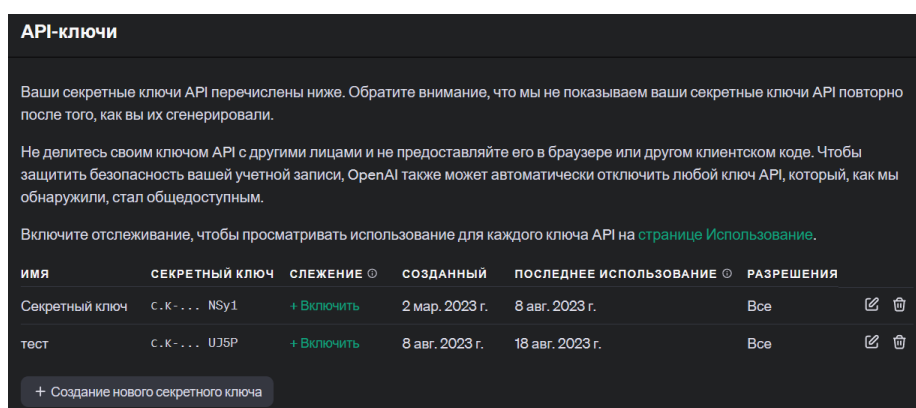 API-ключи
Ваши секретные ключи API перечислены ниже. Обратите внимание, что мы не показываем ваши секретные ключи API повторно
после того, как вы их сгенерировали.
Не делитесь своим ключом API с другими лицами и не предоставляйте его в браузере или другом клиентском коде. Чтобы
защитить безопасность вашей учетной записи, OpenAI также может автоматически отключить любой ключ API, который, как мы
обнаружили, стал общедоступным.
Включите отслеживание, чтобы просматривать использование для каждого ключа API на странице Использование.
ИМЯ СЕКРЕТНЫЙ КЛЮЧ СЛЕЖЕНИЕ СОЗДАННЫЙ ПОСЛЕДНЕЕ ИСПОЛЬЗОВАНИЕ РАЗРЕШЕНИЯ
Секретный ключ с.к-... NSy1 + Включить 2 мар. 2023 г. 8 авг. 2023 г. Все
тест с.к-... UJ5P + Включить 8 авг. 2023 г. 18 авг. 2023 г. Все
+ Создание нового секретного ключа